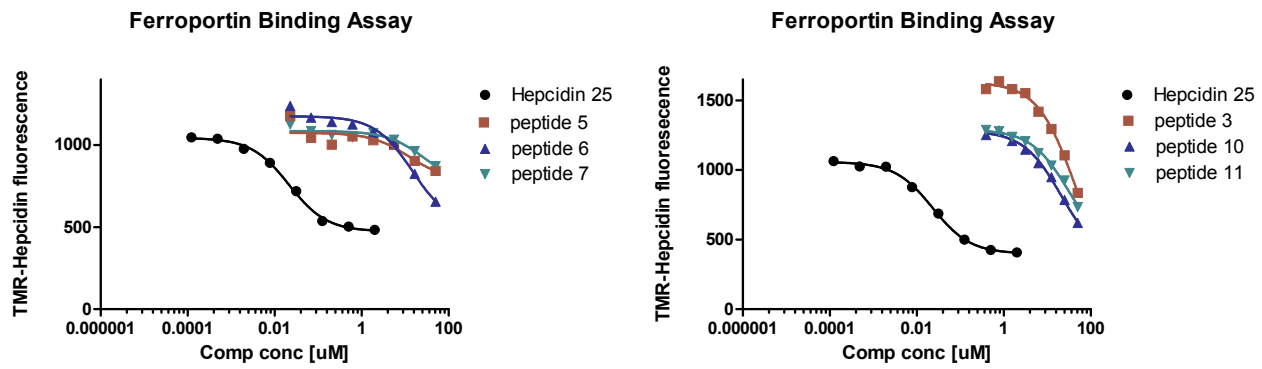 Ferroportin Binding Assay
TMR-Hepcidin fluorescence
1000
500
0
0.000001
0.0001
0.01
1
100
Comp conc [uM]
Hepcidin 25
peptide 5
peptide 6
peptide 7
Ferroportin Binding Assay
TMR-Hepcidin fluoresecence
1500
1000
500
0
0.000001
0.0001
0.01
1
100
Comp conc [uM]
Hepcidin 25
peptide 3
peptide 10
peptide 11